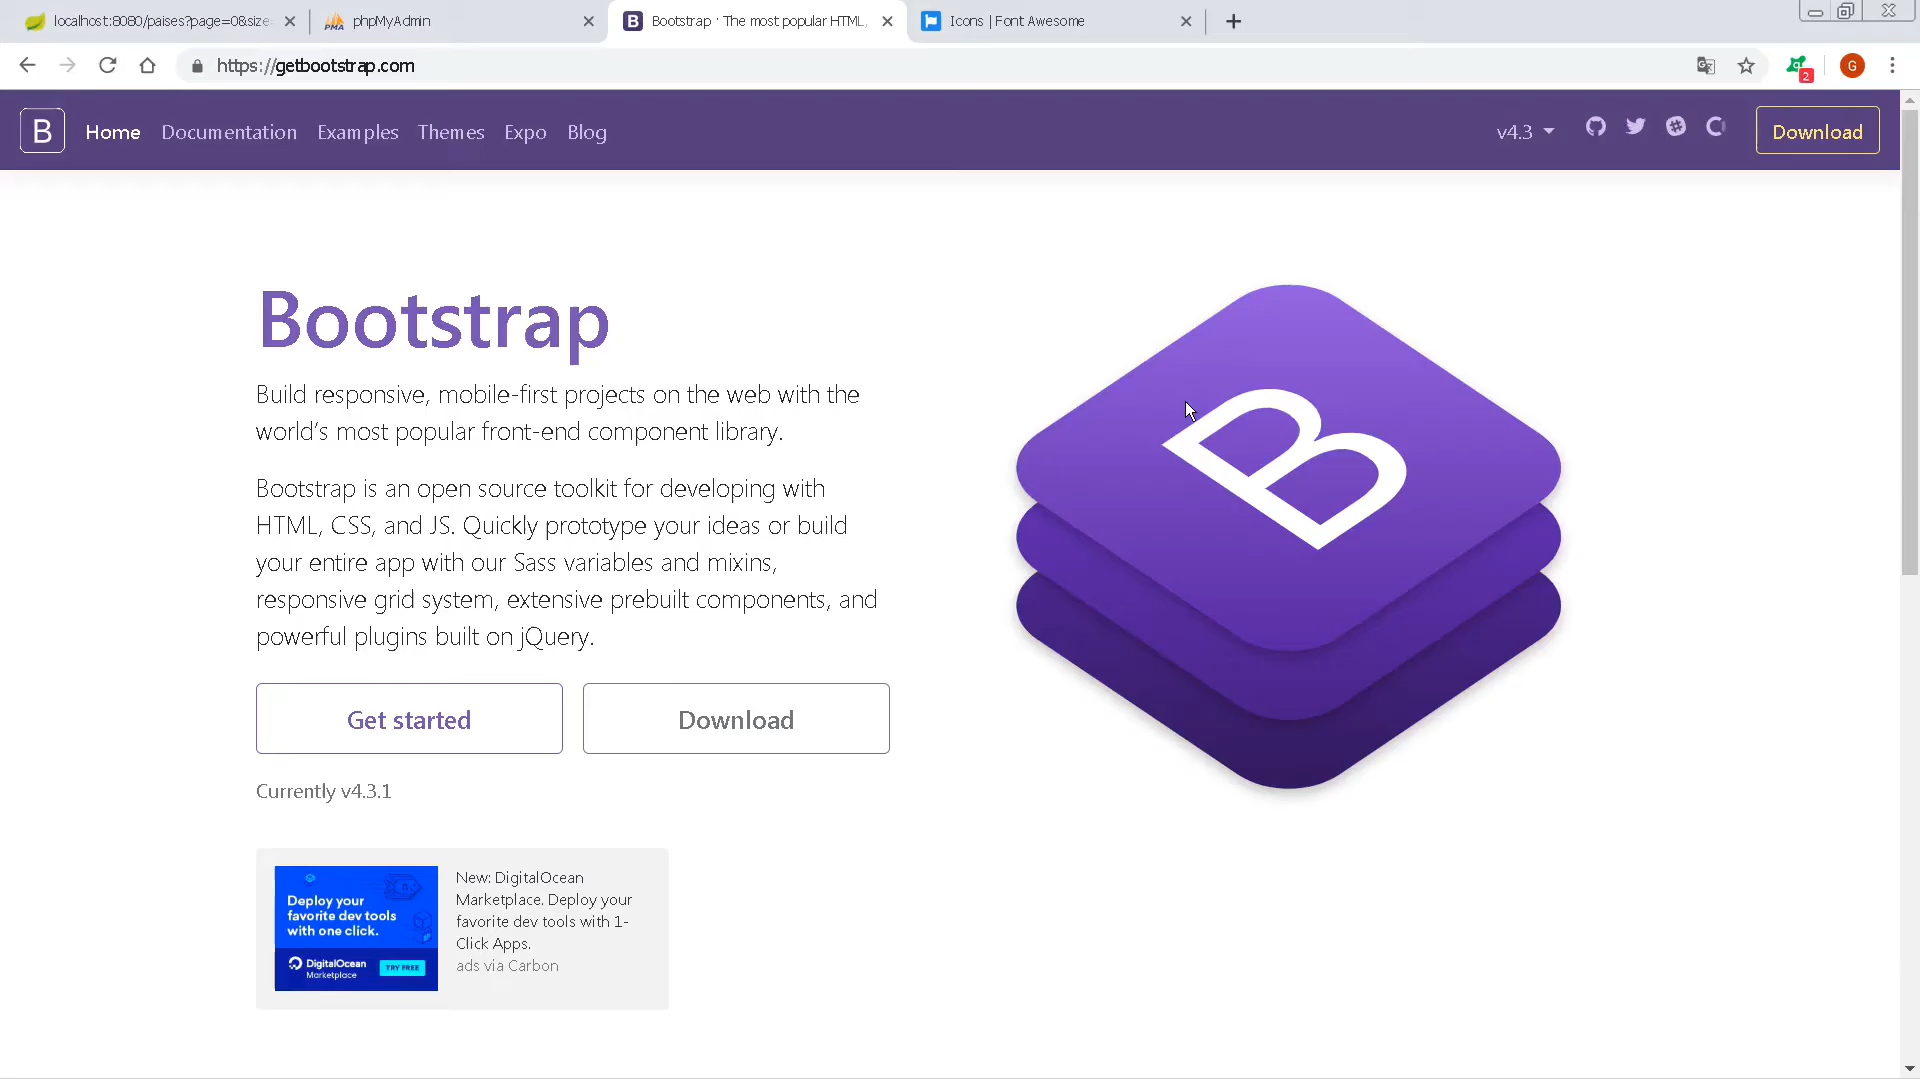 localhost:8080/paises?page=0&size
phpMyAdmin
B
Bootstrap · The most popular HTML,
Icons | Font Awesome
https://getbootstrap.com
2
G
B
Home
Documentation
Examples
Themes
Expo
Blog
v4.3
Download
Bootstrap
Build responsive, mobile-first projects on the web with the
world’s most popular front-end component library.
Bootstrap is an open source toolkit for developing with
HTML, CSS, and JS. Quickly prototype your ideas or build
your entire app with our Sass variables and mixins,
responsive grid system, extensive prebuilt components, and
powerful plugins built on jQuery.
B
Get started
Download
Currently v4.3.1
Deploy your
favorite dev tools
with one click.
DigitalOcean
Marketplace
TRY FREE
New: DigitalOcean
Marketplace. Deploy your
favorite dev tools with 1-
Click Apps.
ads via Carbon